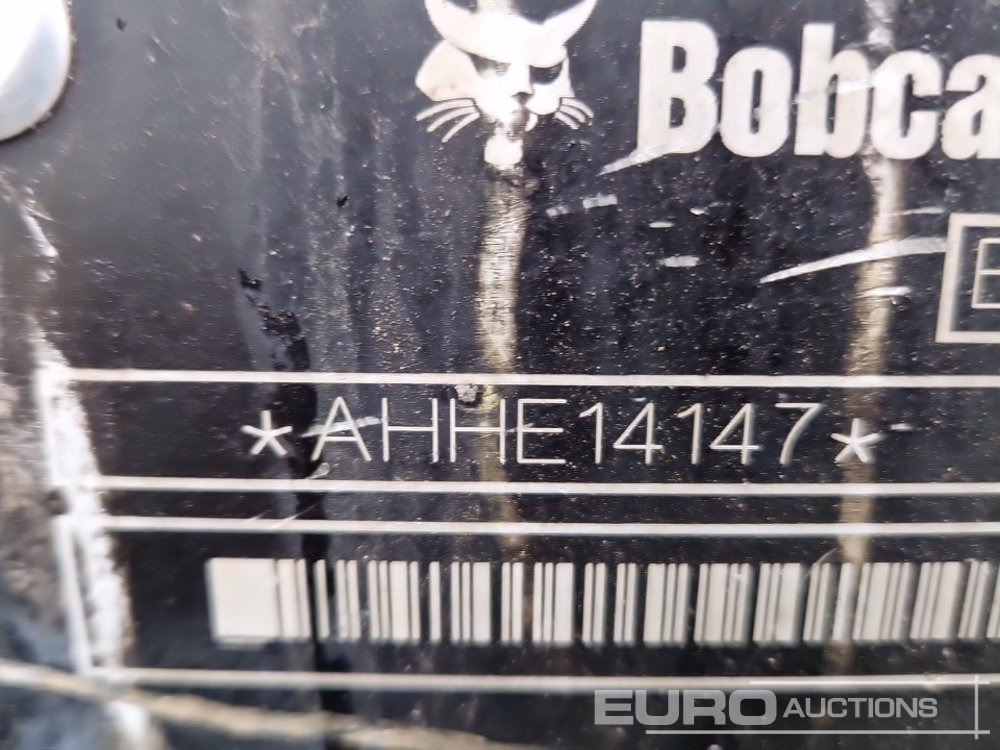 Bobca
E
*AHHE14147*
EURO AUCTIONS